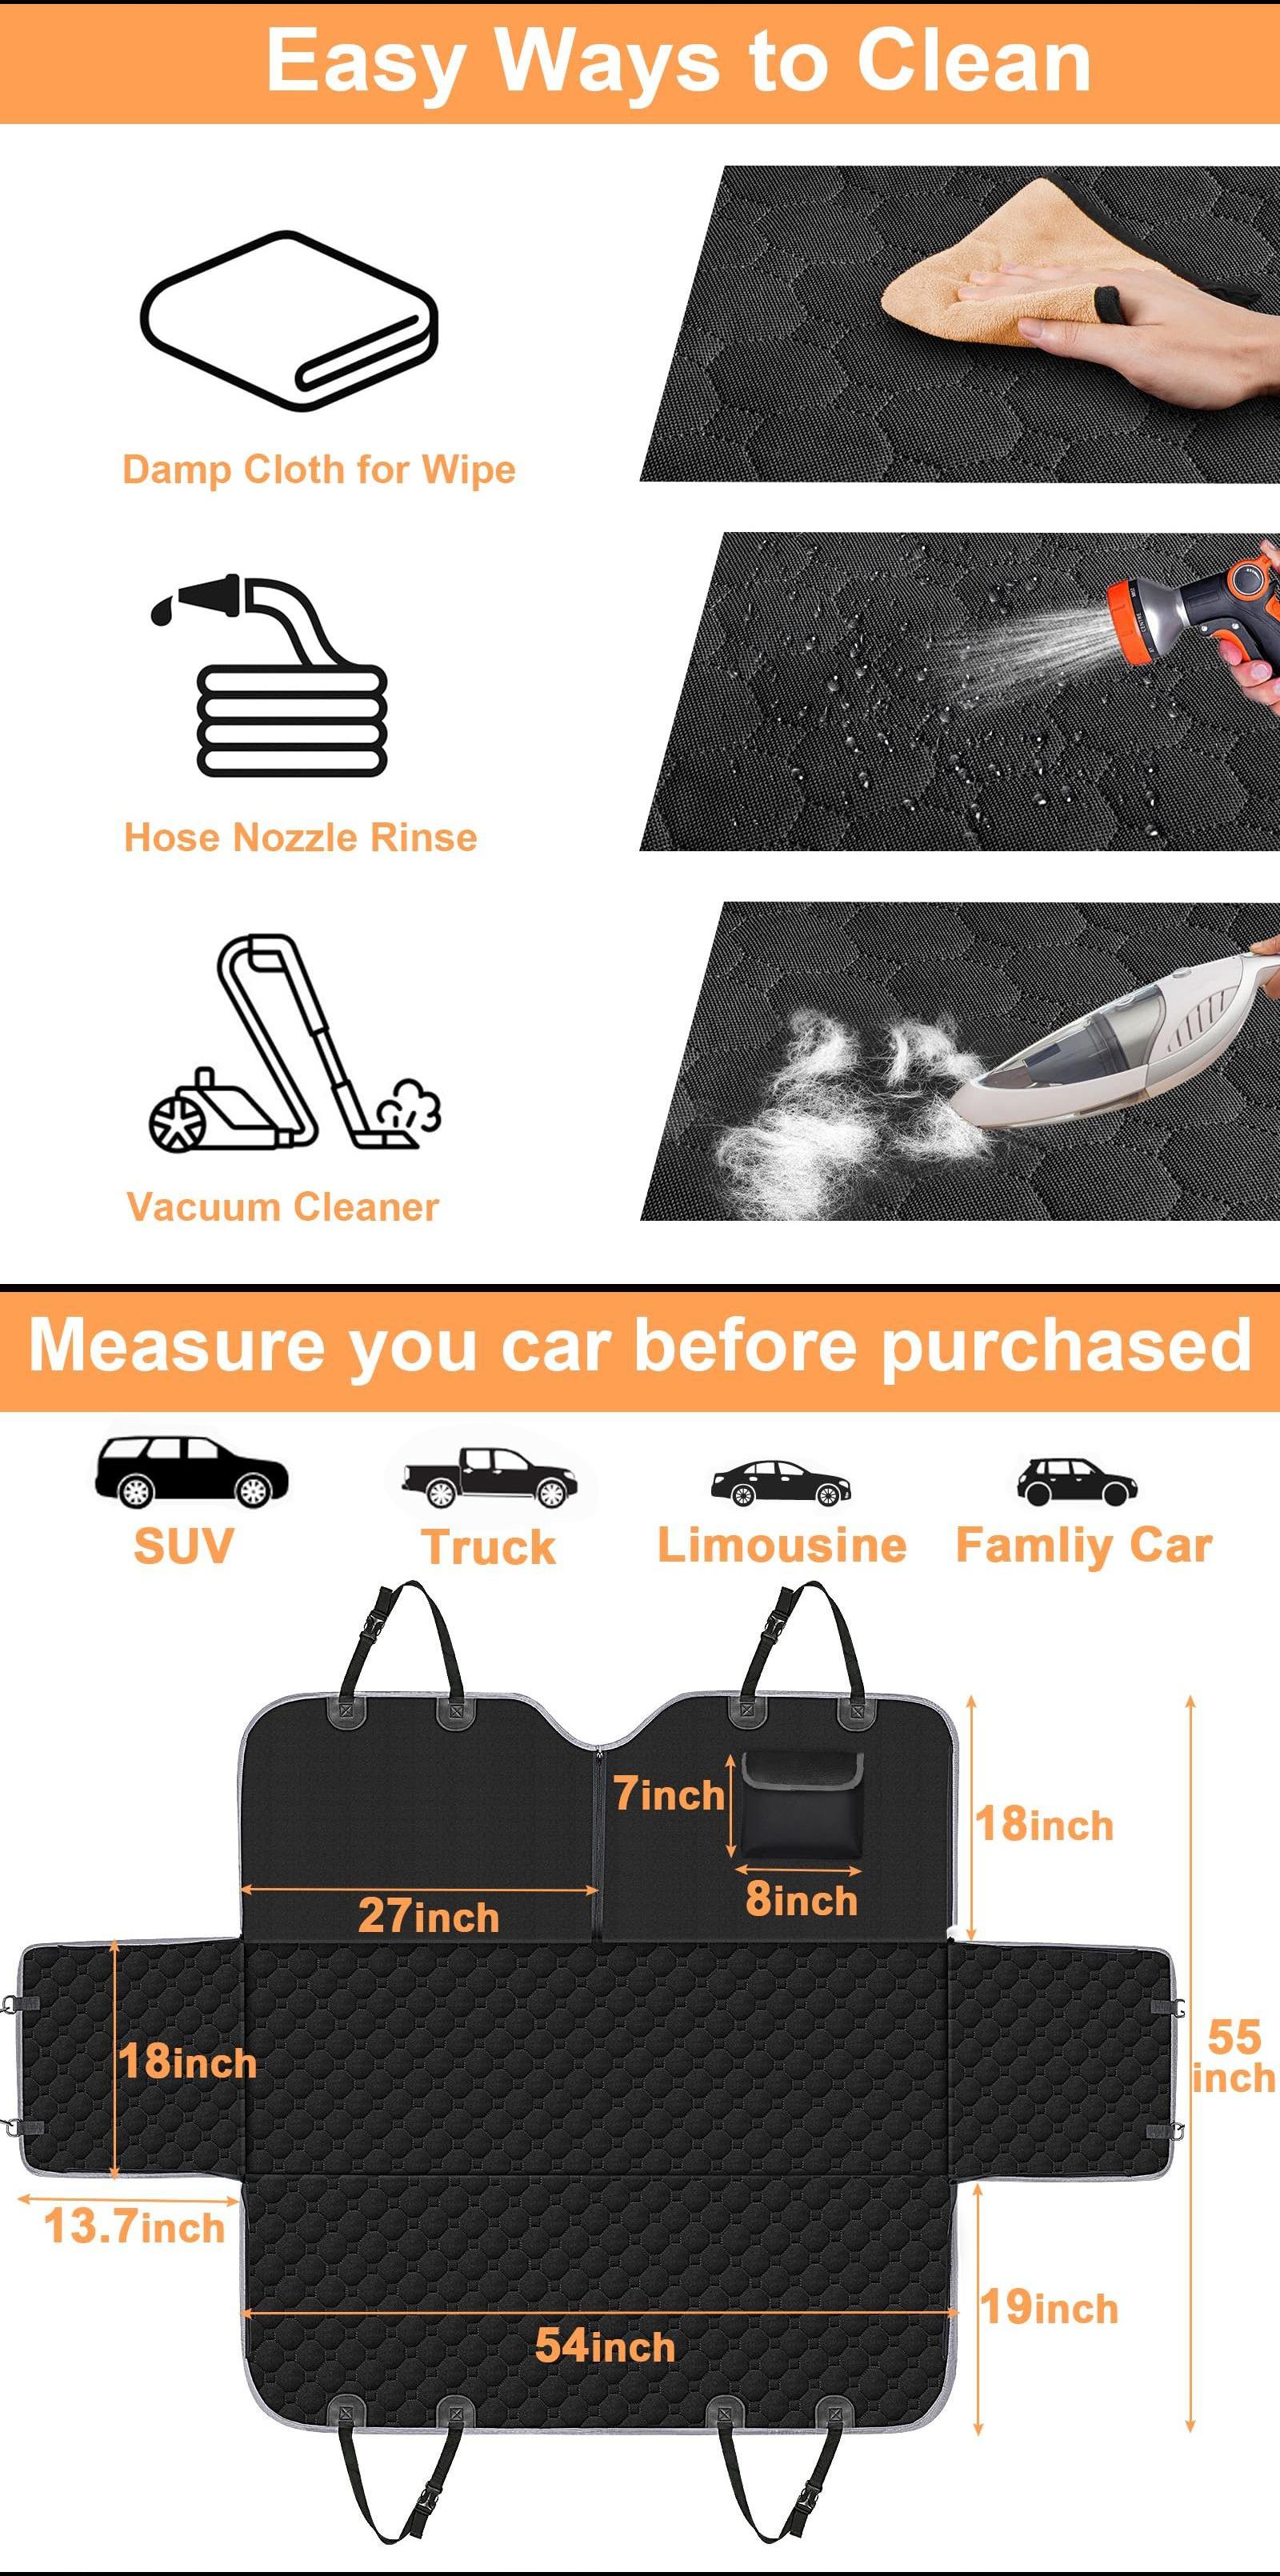 Easy Ways to Clean
Damp Cloth for Wipe
Hose Nozzle Rinse
Vacuum Cleaner
Measure you car before purchased
SUV
Truck
Limousine
Famliy Car
7inch
18inch
8inch
27inch
18inch
55
inch
13.7inch
19inch
54inch